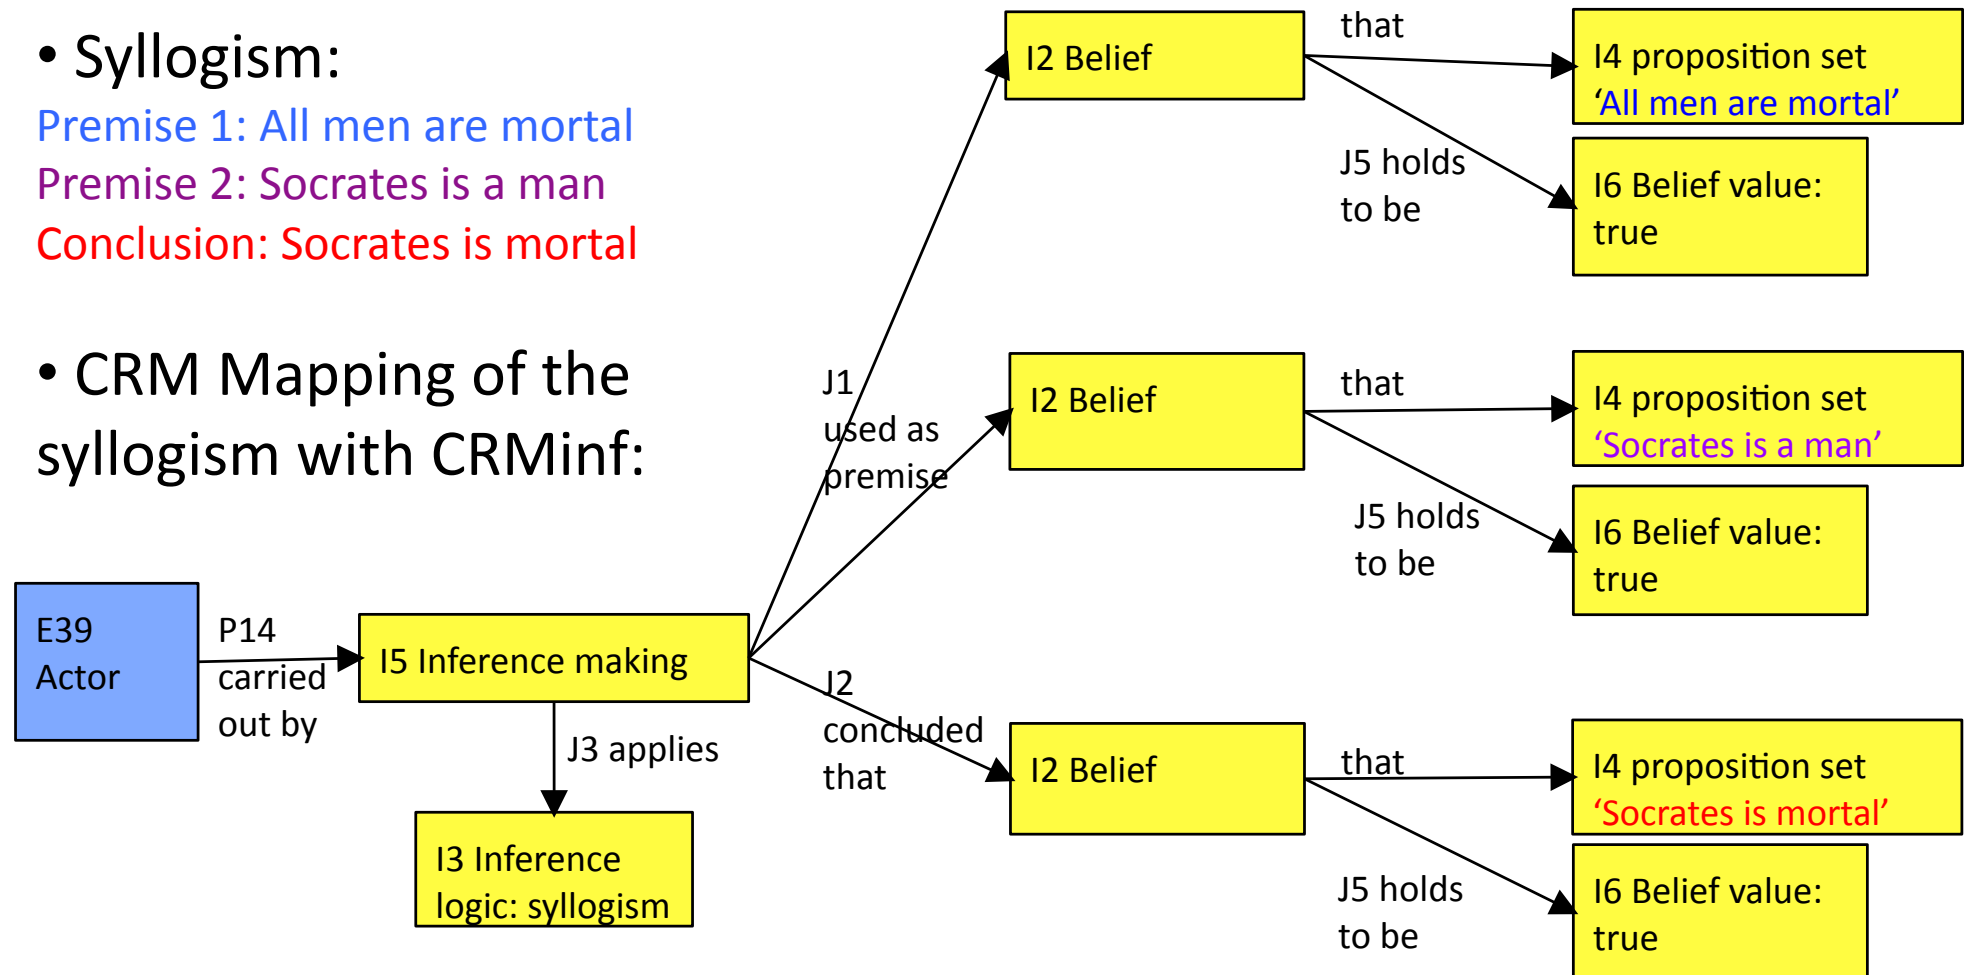 • Syllogism:
Premise 1: All men are mortal
Premise 2: Socrates is a man
Conclusion: Socrates is mortal
• CRM Mapping of the
syllogism with CRMinf:
E39
Actor
P14
carried
out by
I5 Inference making
J3 applies
I3 Inference
logic: syllogism
J1
used as
premise
J2
concluded
that
I2 Belief
that
I4 proposition set
‘All men are mortal’
J5 holds
to be
I6 Belief value:
true
I2 Belief
that
I4 proposition set
‘Socrates is a man’
J5 holds
to be
I6 Belief value:
true
I2 Belief
that
I4 proposition set
‘Socrates is mortal’
J5 holds
to be
I6 Belief value:
true